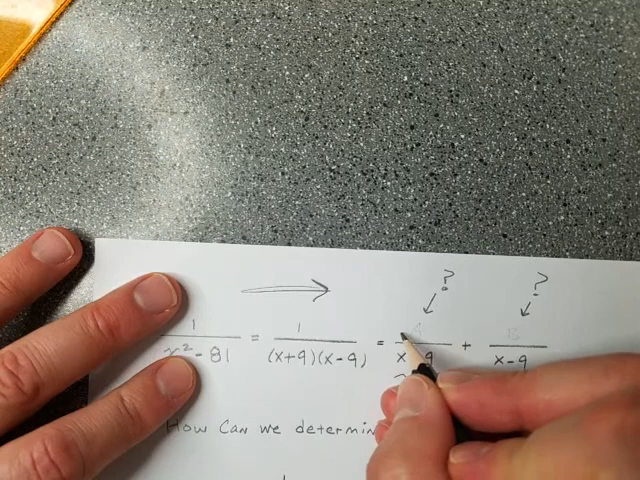 ? ?
1/(x²-81) = 1/((x+9)(x-9)) = A/(x 9) + B/(x-9)
How Can we determin